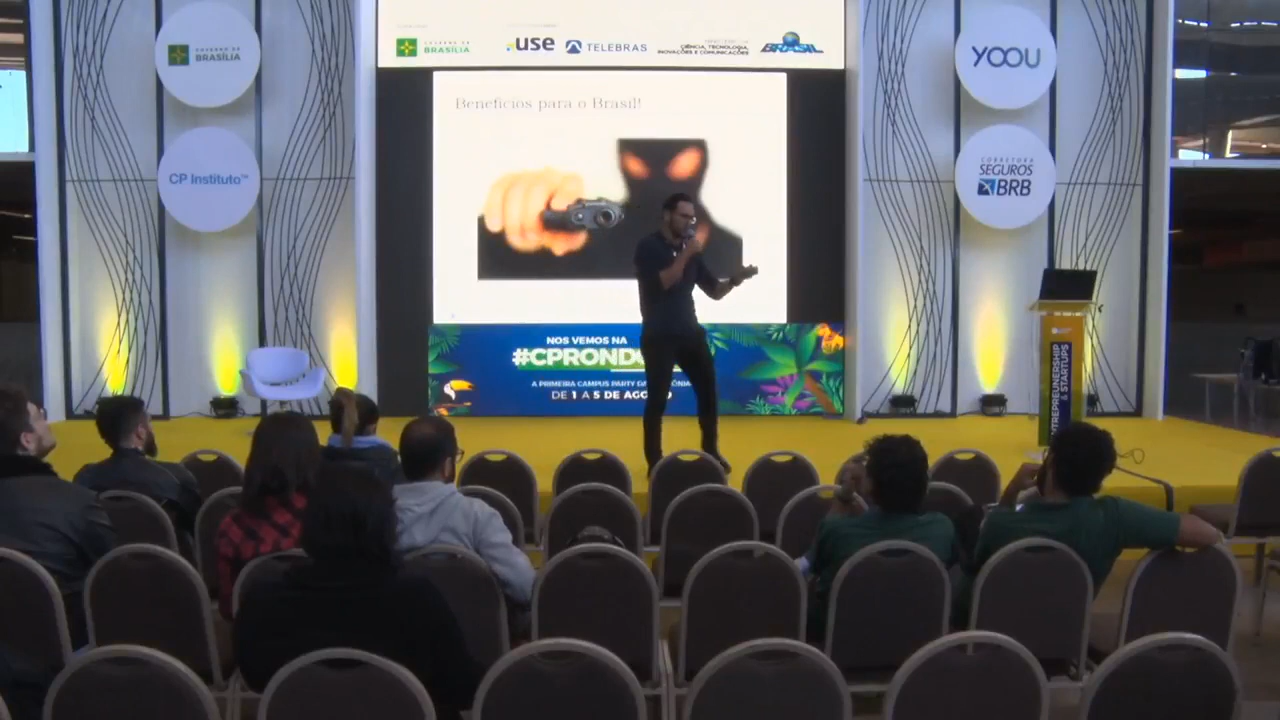 GOVERNO DE
BRASÍLIA
CP Instituto™
GOVERNO DE
BRASÍLIA
.use
TELEBRAS
CIÊNCIA, TECNOLOGIA,
INOVAÇÕES E COMUNICAÇÕES
BRASIL
Benefícios para o Brasil!
NOS VEMOS NA
#CPROND
A PRIMEIRA CAMPUS PARTY DA
DE 1 A 5 DE AGO
YOOU
CORRETORA
SEGUROS
BRB
ENTREPRENEURSHIP
& STARTUPS